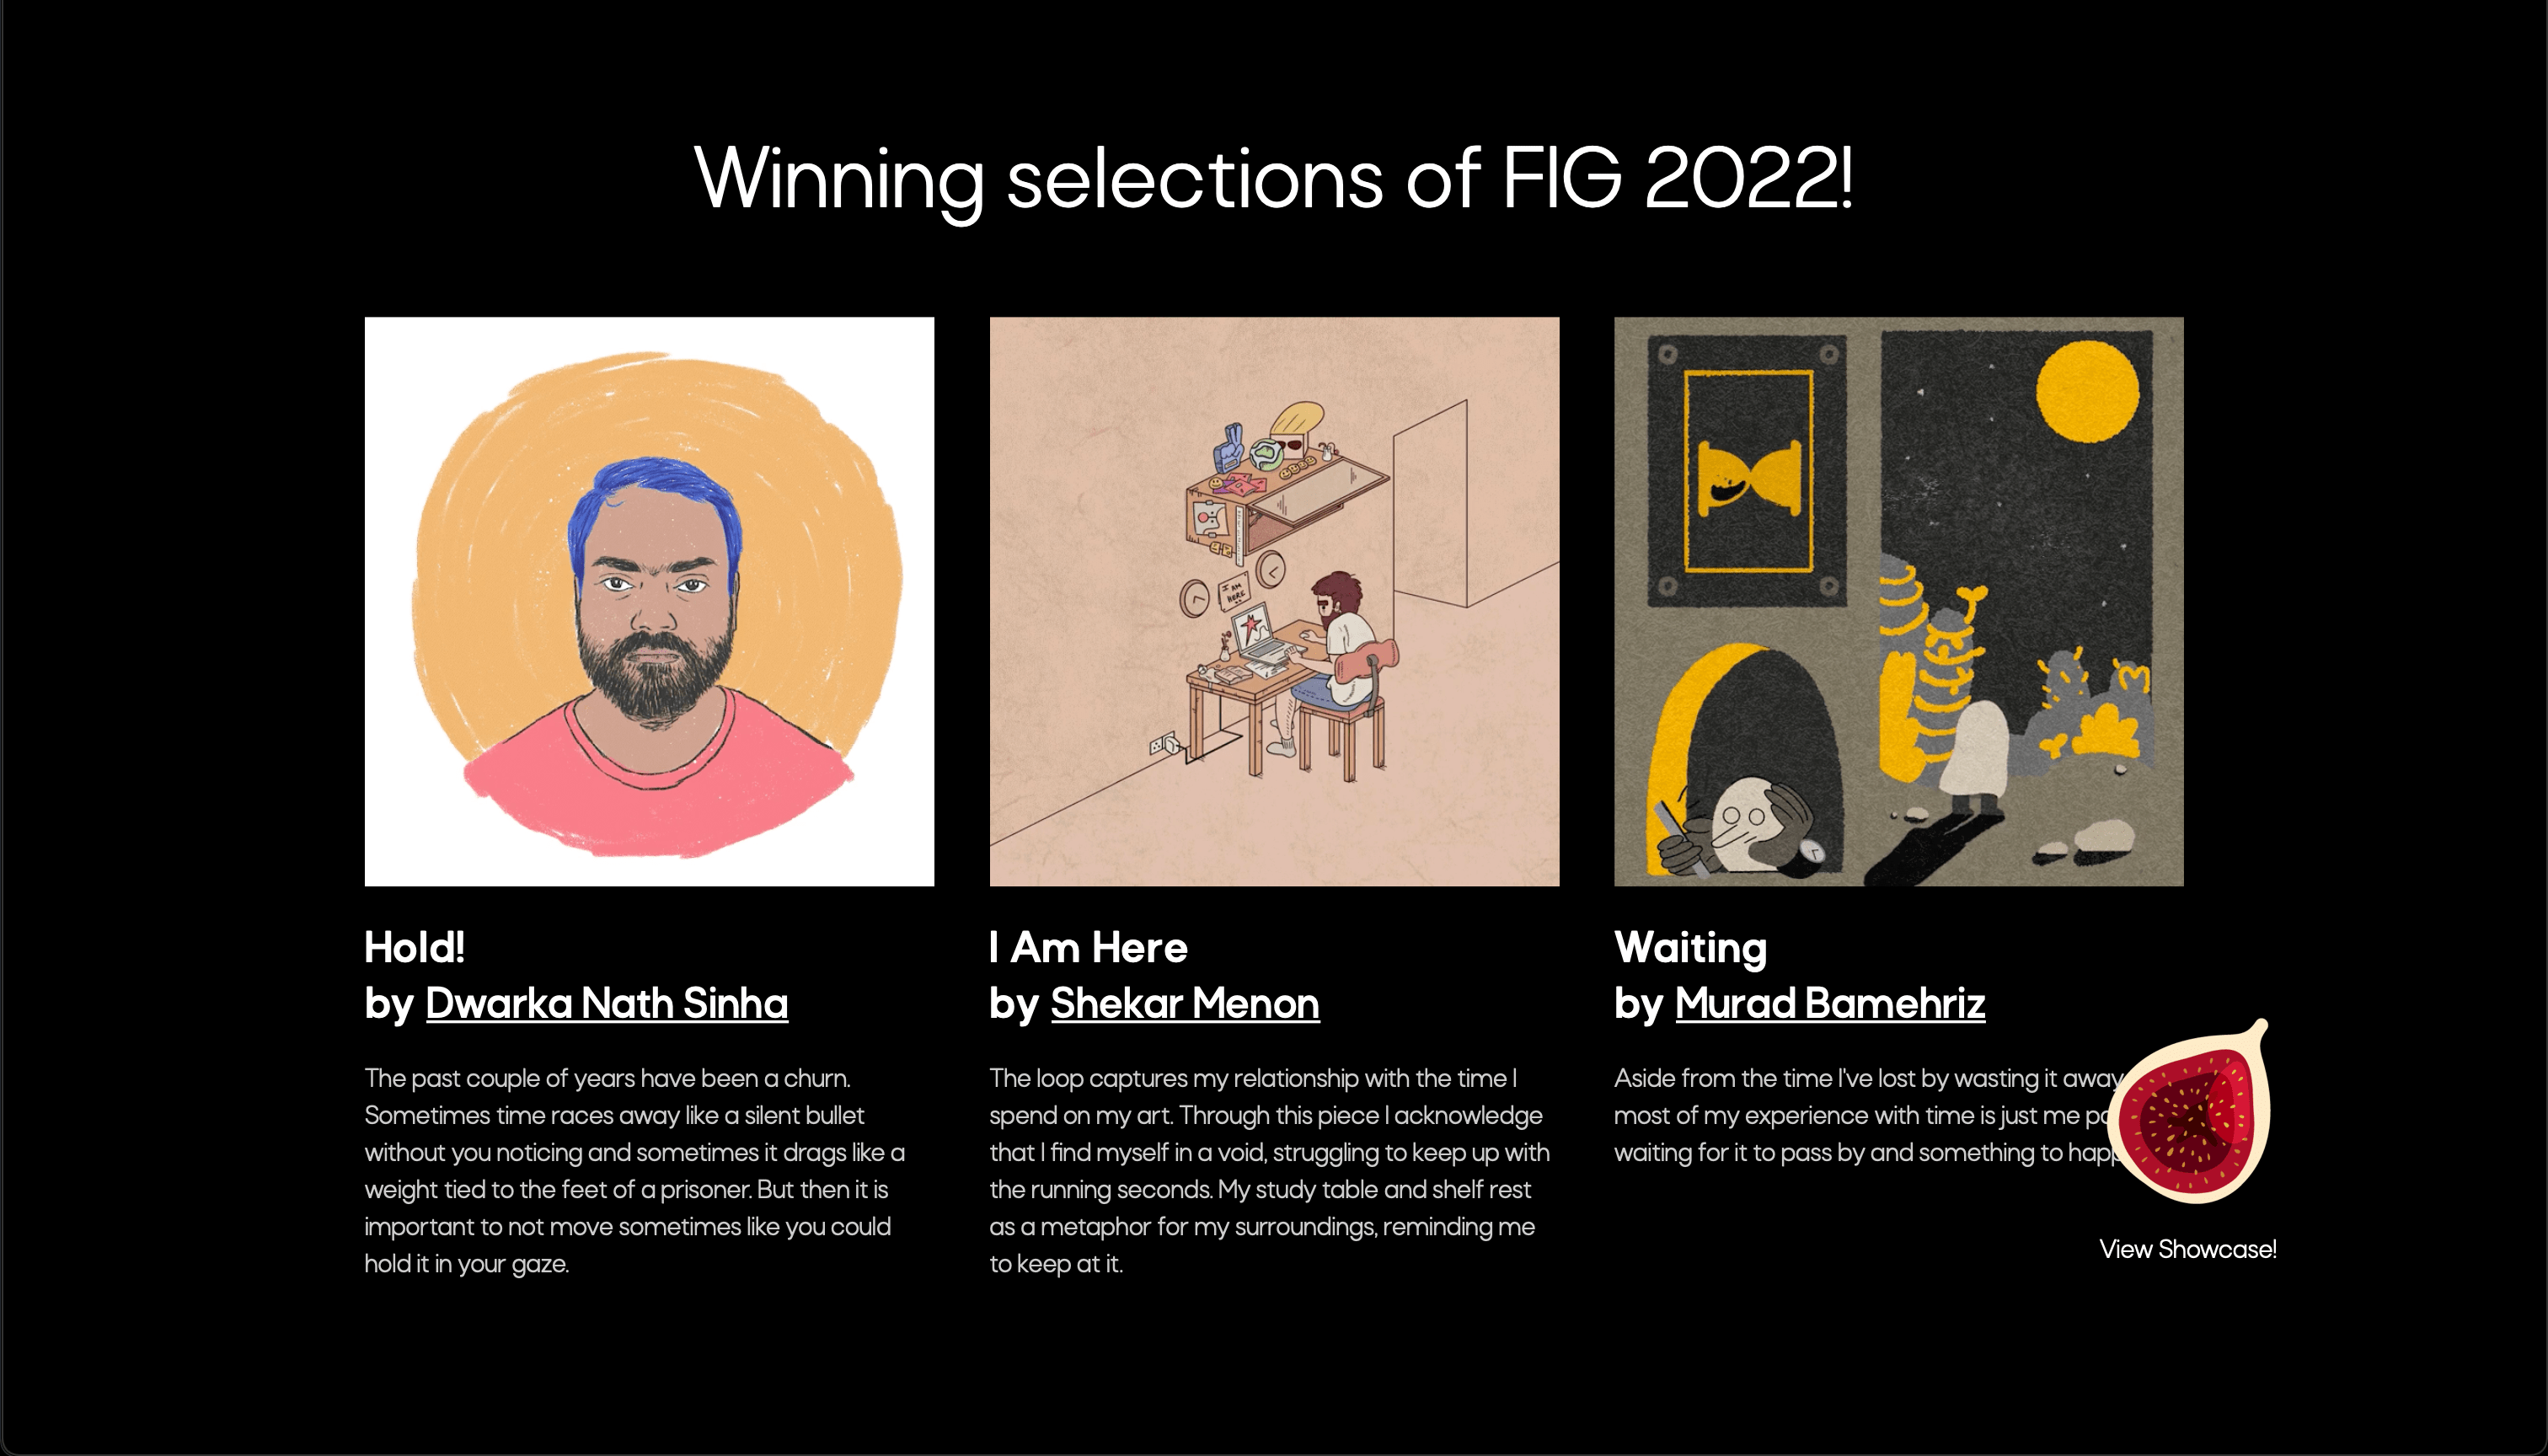 Winning selections of FIG 2022!
I AM
HERE
Hold!
by Dwarka Nath Sinha
The past couple of years have been a churn.
Sometimes time races away like a silent bullet
without you noticing and sometimes it drags like a
weight tied to the feet of a prisoner. But then it is
important to not move sometimes like you could
hold it in your gaze.
I Am Here
by Shekar Menon
The loop captures my relationship with the time I
spend on my art. Through this piece I acknowledge
that I find myself in a void, struggling to keep up with
the running seconds. My study table and shelf rest
as a metaphor for my surroundings, reminding me
to keep at it.
Waiting
by Murad Bamehriz
Aside from the time I've lost by wasting it away
most of my experience with time is just me
waiting for it to pass by and something to
View Showcase!